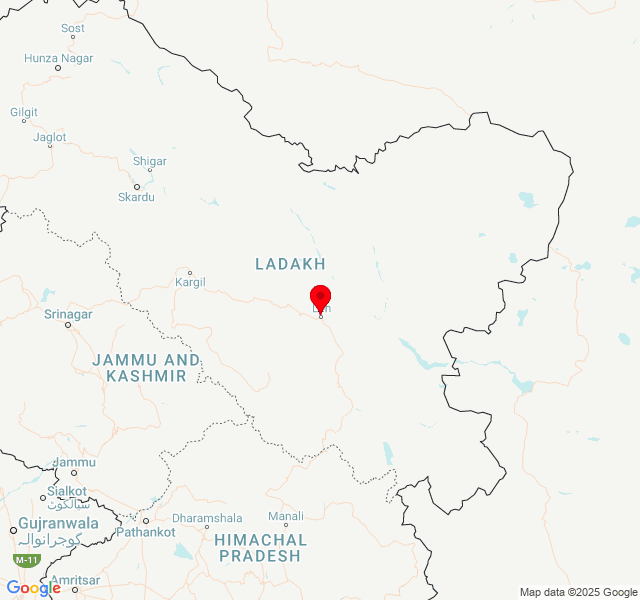 Sost
Hunza Nagar
Gilgit
Jaglot
Shigar
Skardu
LADAKH
Kargil
Srinagar
JAMMU AND
KASHMIR
Jammu
Sialkot
سیالکوٹ
Gujranwala
گوجرانوالہ
Pathankot
Dharamshala
Manali
HIMACHAL
PRADESH
M-11
Amritsar
Google
Map data ©2025 Google